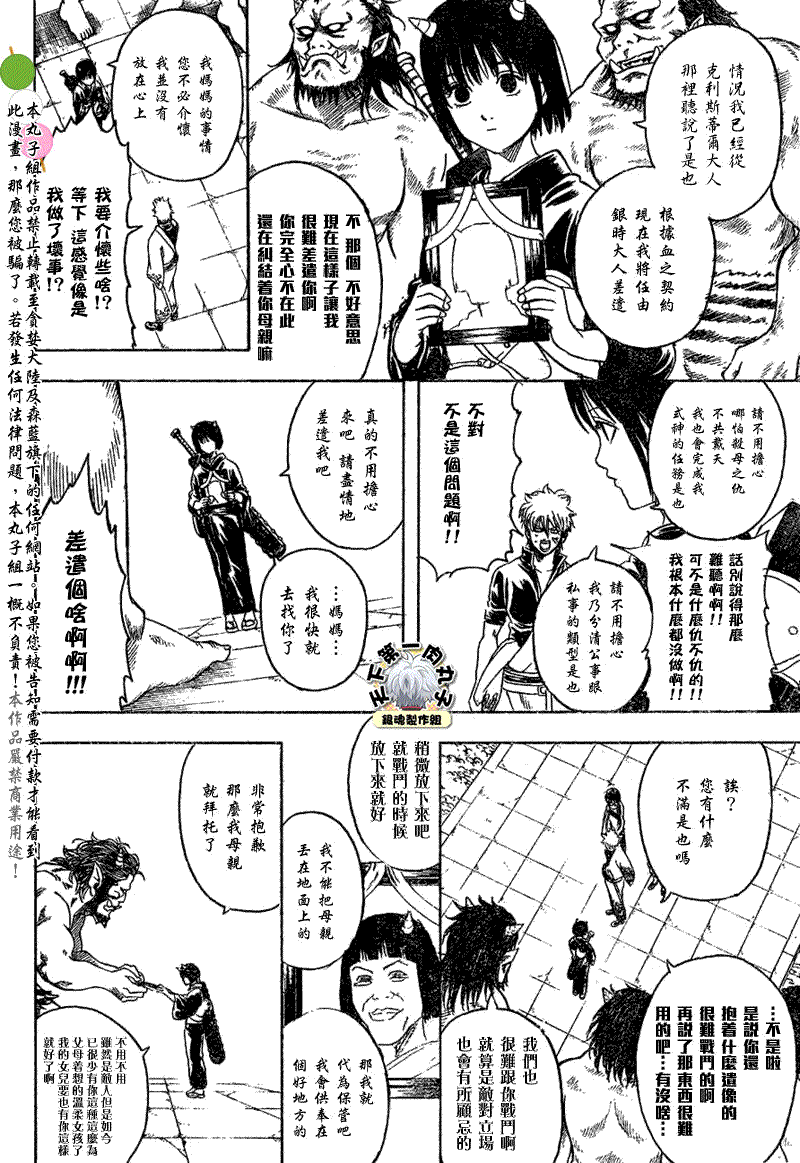 情況我已經從
克利斯蒂爾大人
那裡聽說了是也
根據血之契約
現在我將任由
銀時大人差遣
不 那個 不好意思
現在這樣子讓我
很難差遣你啊
你完全心不在此
還在糾結着你母親嘛
我媽媽的事情
您不必介懷
我並沒有
放在心上
我要介懷些啥!?
等下 這感覺像是
我做了壞事!?
請不用擔心
哪怕殺母之仇
不共戴天
我也會完成我
式神的任務是也
話別說得那麼
難聽啊啊!!
可不是什麼仇不仇的!!
我根本什麼都沒做啊!!
請不用擔心
我乃分清公事眼
私事的類型是也
不對
不是這個問題啊!!
真的不用擔心
來吧 請盡情地
差遣我吧
…媽媽…
我很快就
去找你了
差遣個啥啊啊!!!
誒?
您有什麼
不滿是也嗎
…不是啦
是說你還
抱着什麼遺像的
很難戰鬥的啊
再說了那東西很難
用的吧…有沒啥…
我們也
很難跟你戰鬥啊
就算是敵對立場
也會有所顧忌的
稍微放下來吧
就戰鬥的時候
放下來就好
我不能把母親
丟在地面上的
那我就
代為保管吧
我會供奉在
個好地方的
非常抱歉
那麼我母親
就拜托了
不用不用
雖然是敵人但是如今
已很少有你這種這麼為
父母着想的溫柔女孩了
我的女兒要也有你這樣
就好了啊
天下第一肉丸子
銀魂製作組
本丸子組作品禁止轉載至貪婪大陸及森藍旗下的任何網站。如果您被告知需要付款才能看到
此漫畫，那麼您被騙了。若發生任何法律問題，本丸子組一概不負責！本作品嚴禁商業用途！